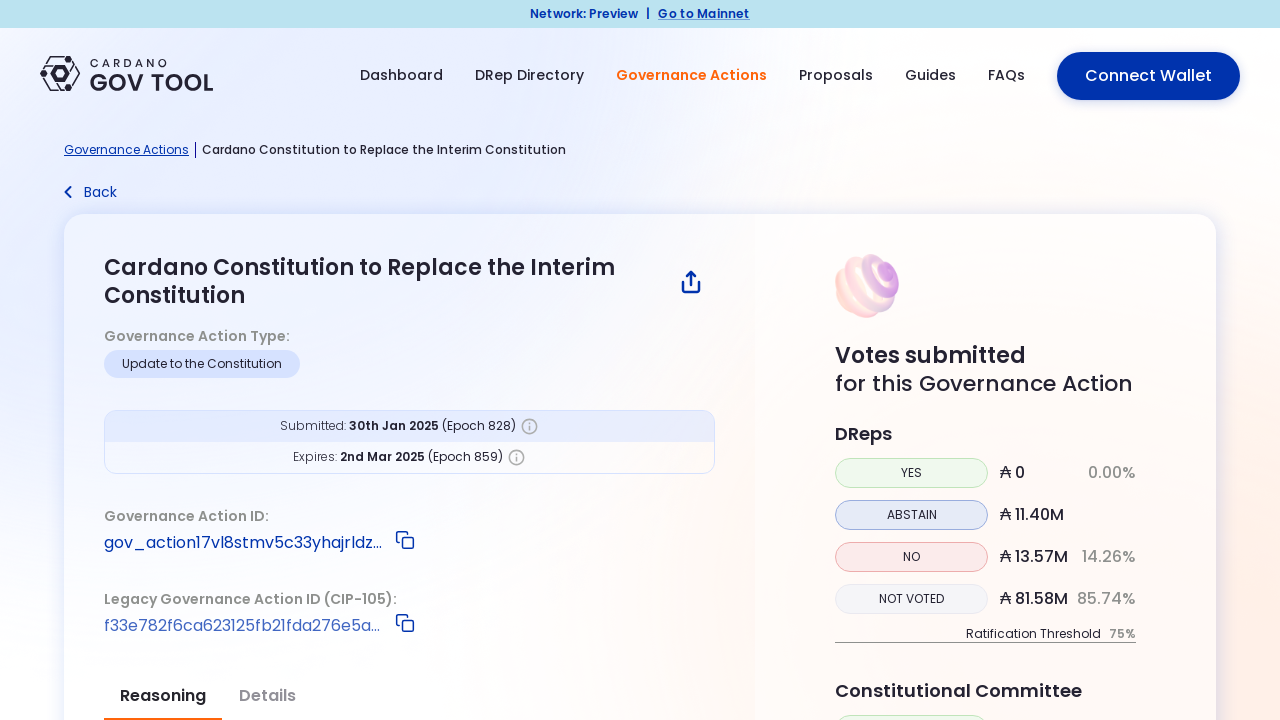 Network: Preview | Go to Mainnet
CARDANO
GOV TOOL
Dashboard
DRep Directory
Governance Actions
Proposals
Guides
FAQs
Connect Wallet
Governance Actions | Cardano Constitution to Replace the Interim Constitution
Back
Cardano Constitution to Replace the Interim
Constitution
Governance Action Type:
Update to the Constitution
Submitted: 30th Jan 2025 (Epoch 828)
Expires: 2nd Mar 2025 (Epoch 859)
Governance Action ID:
gov_action17vl8stmv5c33yhajrldz...
Legacy Governance Action ID (CIP-105):
f33e782f6ca623125fb21fda276e5a...
Reasoning
Details
Votes submitted
for this Governance Action
DReps
YES ₳ 0 0.00%
ABSTAIN ₳ 11.40M
NO ₳ 13.57M 14.26%
NOT VOTED ₳ 81.58M 85.74%
Ratification Threshold 75%
Constitutional Committee